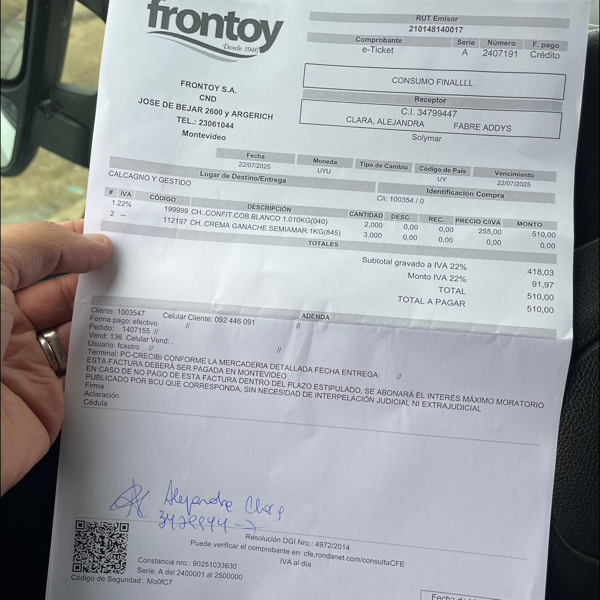 frontoy
Desde 1946
RUT Emisor
210148140017
Comprobante Serie Número F. pago
e-Ticket A 2407191 Crédito
CONSUMO FINALLLL
Receptor
C.I. 34799447
CLARA, ALEJANDRA FABRE ADDYS
Solymar
FRONTOY S.A.
CND
JOSE DE BEJAR 2600 y ARGERICH
TEL.: 23061044
Montevideo
Fecha Moneda Tipo de Cambio Código de País Vencimiento
22/07/2025 UYU UY 22/07/2025
Lugar de Destino/Entrega Identificación Compra
CALCAGNO Y GESTIDO Cli: 100354 / 0
# IVA CÓDIGO DESCRIPCIÓN CANTIDAD DESC. REC. PRECIO C/IVA MONTO
1 22% 199999 CH..CONFIT.COB.BLANCO 1.010KG(040) 2,000 0,00 0,00 255,00 510,00
2 -- 112197 CH..CREMA GANACHE.SEMIAMAR.1KG(845) 3,000 0,00 0,00 0,00 0,00
TOTALES
Subtotal gravado a IVA 22% 418,03
Monto IVA 22% 91,97
TOTAL 510,00
TOTAL A PAGAR 510,00
ADENDA
Cliente: 1003547 Celular Cliente: 092 446 091 //
Forma pago: efectivo //
Pedido: 1407155 //
Vend: 136 Celular Vend: . //
Usuario: fcastro //
Terminal: PC-CRECIBI CONFORME LA MERCADERIA DETALLADA FECHA ENTREGA: //
ESTA FACTURA DEBERÁ SER PAGADA EN MONTEVIDEO
EN CASO DE NO PAGO DE ESTA FACTURA DENTRO DEL PLAZO ESTIPULADO, SE ABONARÁ EL INTERÉS MÁXIMO MORATORIO
PUBLICADO POR BCU QUE CORRESPONDA, SIN NECESIDAD DE INTERPELACIÓN JUDICIAL NI EXTRAJUDICIAL
Firma
Aclaración
Cédula
Alejandra Clara
Resolución DGI Nro.: 4972/2014
Puede verificar el comprobante en: cfe.rondanet.com/consultaCFE
Constancia nro.: 90251033630 IVA al día
Serie: A del 2400001 al 2500000
Código de Seguridad : Mo0fC7